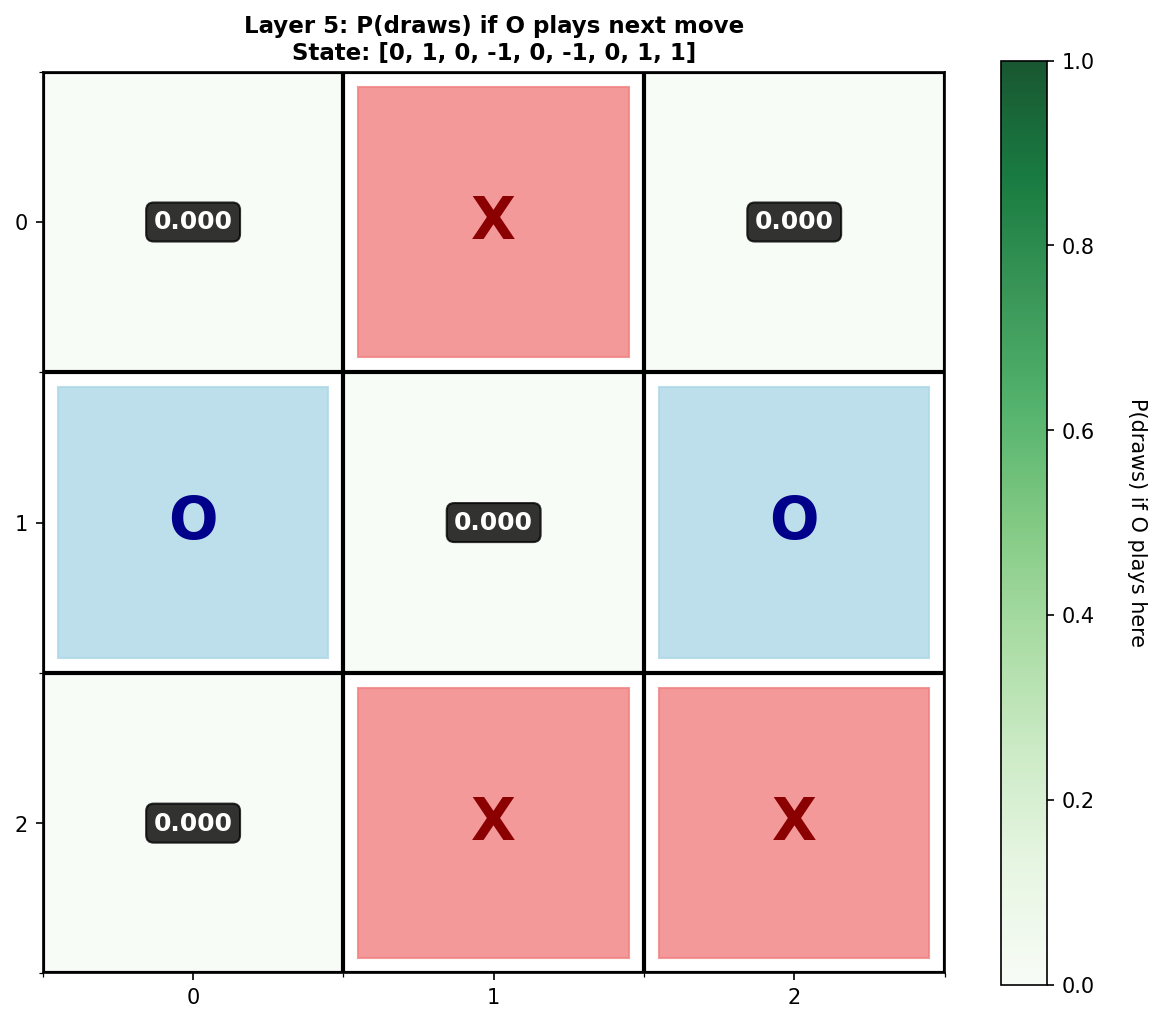 Layer 5: P(draws) if O plays next move
State: [0, 1, 0, -1, 0, -1, 0, 1, 1]
0.000
X
0.000
O
0.000
O
0.000
X
X
0
1
2
0
1
2
1.0
0.8
0.6
0.4
0.2
0.0
P(draws) if O plays here